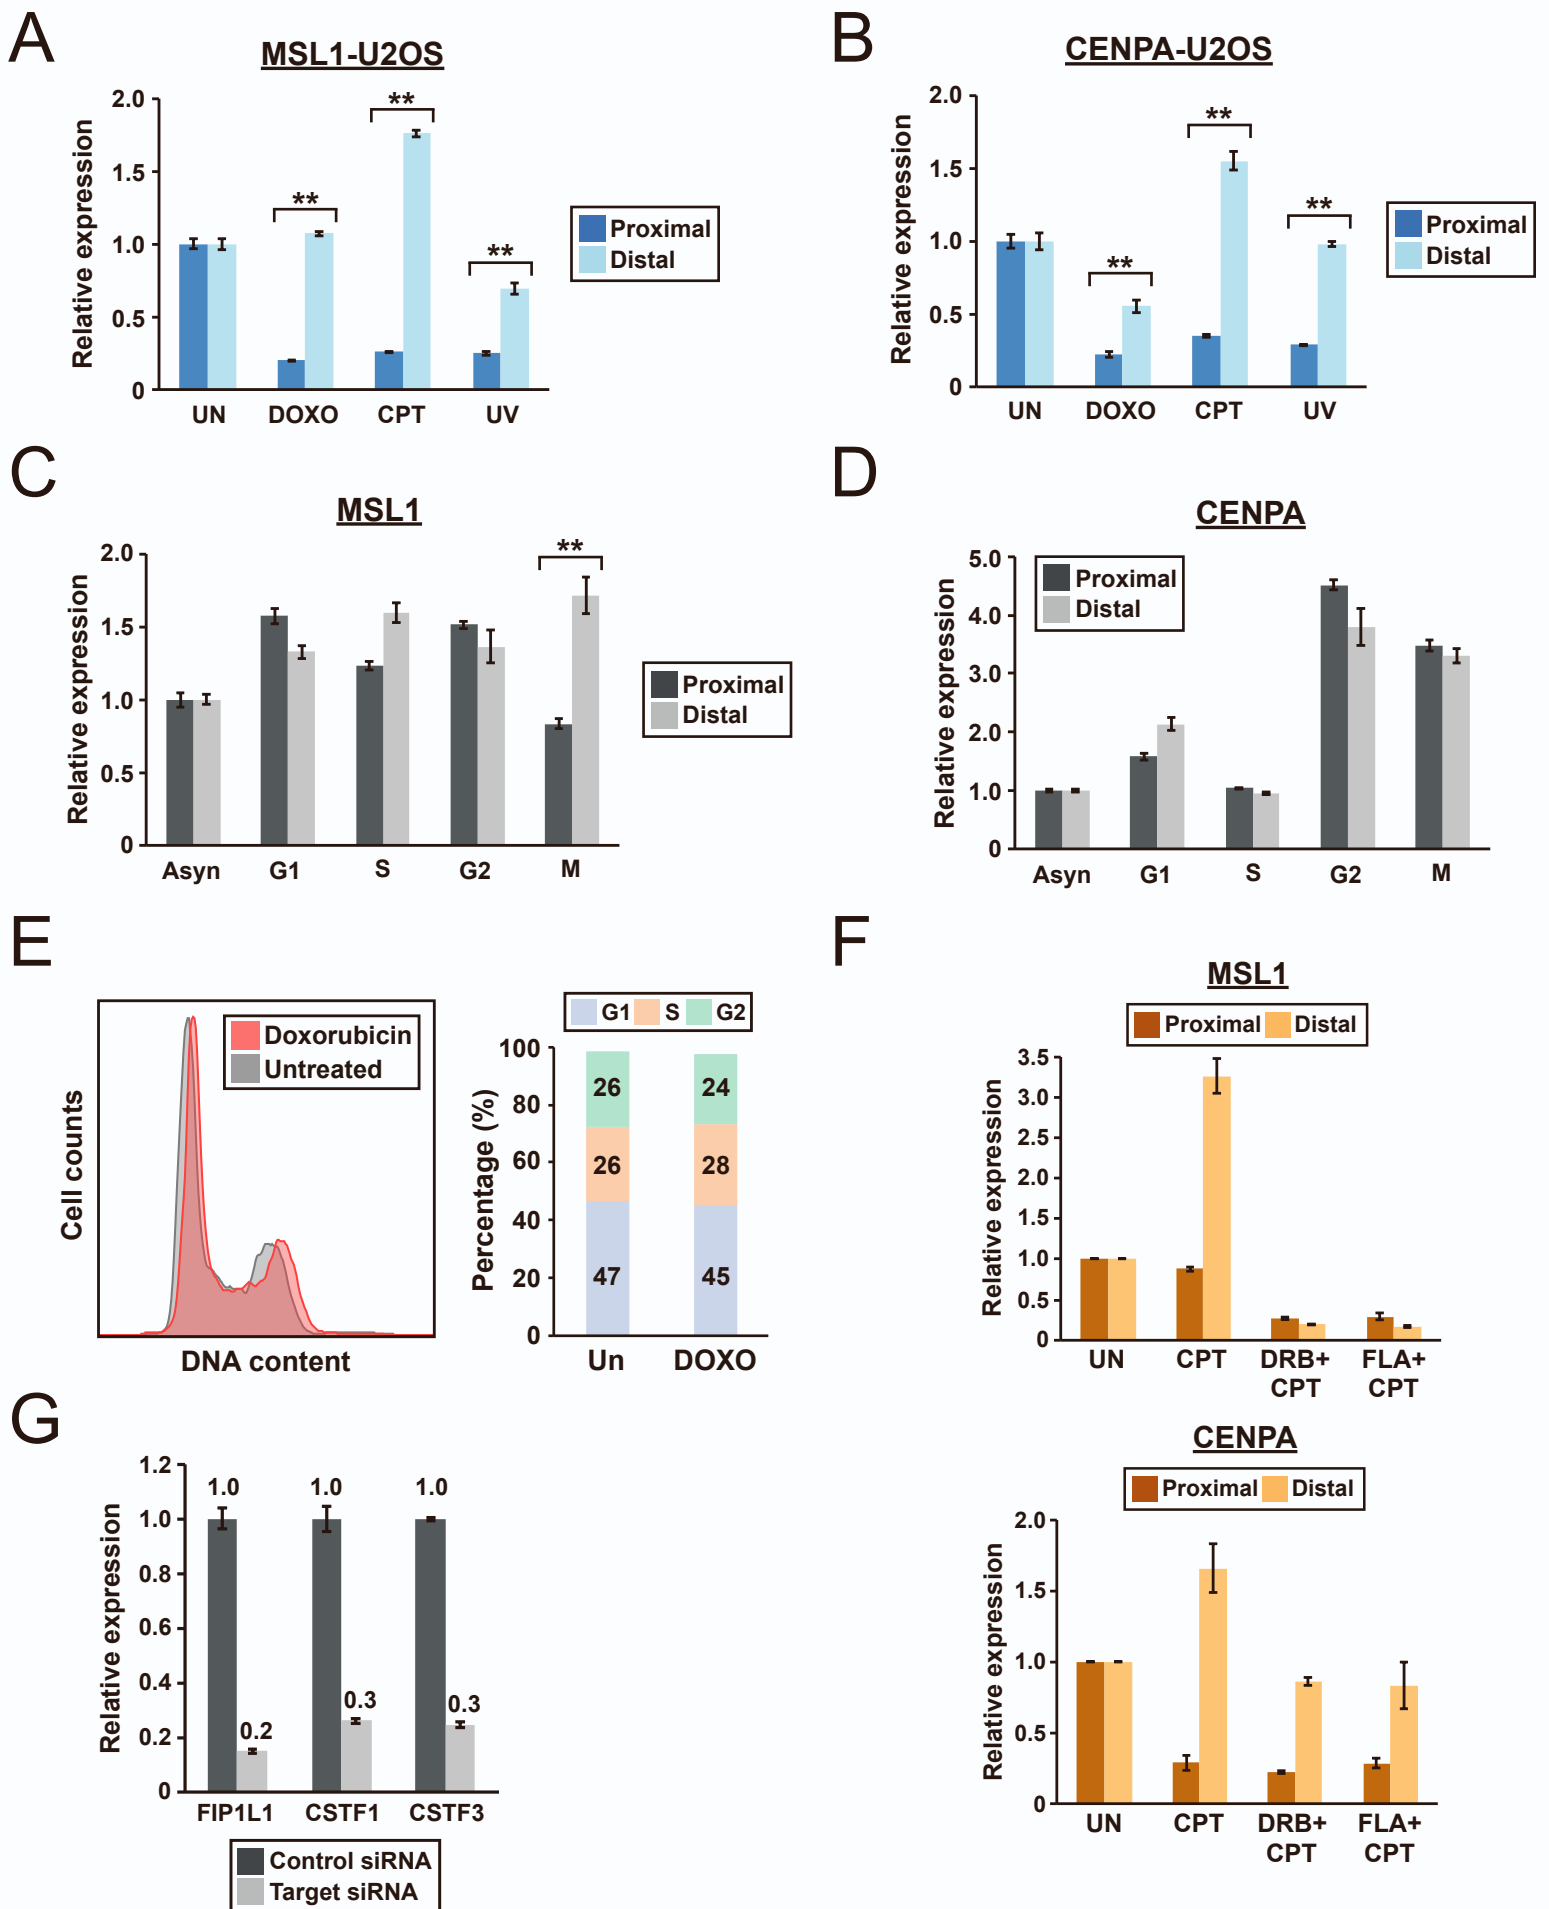 A
MSL1-U2OS
Relative expression
2.0
1.5
1.0
0.5
0
**
**
**
UN
DOXO
CPT
UV
Proximal
Distal
B
CENPA-U2OS
Relative expression
2.0
1.5
1.0
0.5
0
**
**
**
UN
DOXO
CPT
UV
Proximal
Distal
C
MSL1
Relative expression
2.0
1.5
1.0
0.5
0
**
Asyn
G1
S
G2
M
Proximal
Distal
D
CENPA
Relative expression
5.0
4.0
3.0
2.0
1.0
0
Proximal
Distal
Asyn
G1
S
G2
M
E
Cell counts
Doxorubicin
Untreated
DNA content
G1 S G2
Percentage (%)
100
80
60
40
20
0
26
26
47
24
28
45
Un
DOXO
F
MSL1
Proximal Distal
Relative expression
3.5
3.0
2.5
2.0
1.5
1.0
0.5
0
UN
CPT
DRB+
CPT
FLA+
CPT
CENPA
Proximal Distal
Relative expression
2.0
1.5
1.0
0.5
0
UN
CPT
DRB+
CPT
FLA+
CPT
G
Relative expression
1.2
1.0
0.8
0.6
0.4
0.2
0
1.0
0.2
1.0
0.3
1.0
0.3
FIP1L1
CSTF1
CSTF3
Control siRNA
Target siRNA